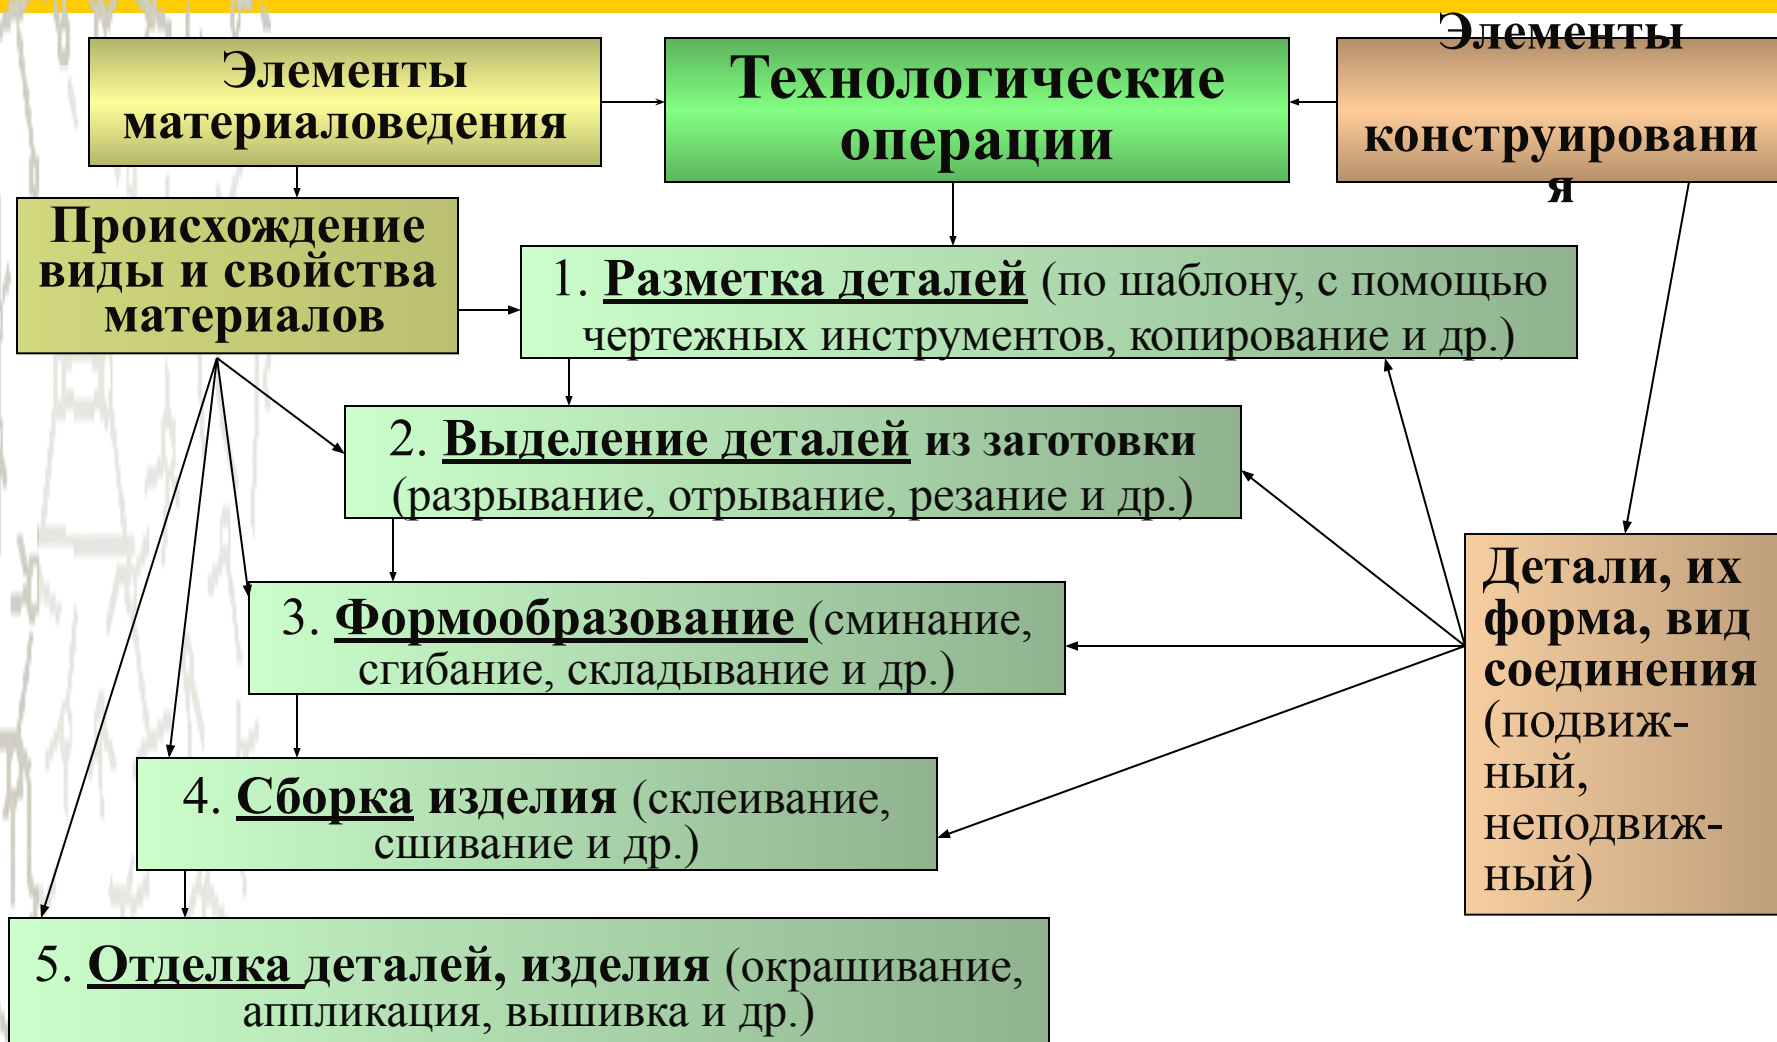 Элементы
материаловедения
Технологические
операции
Элементы
конструировани
я
Происхождение
виды и свойства
материалов
1. Разметка деталей (по шаблону, с помощью
чертежных инструментов, копирование и др.)
2. Выделение деталей из заготовки
(разрывание, отрывание, резание и др.)
3. Формообразование (сминание,
сгибание, складывание и др.)
4. Сборка изделия (склеивание,
сшивание и др.)
5. Отделка деталей, изделия (окрашивание,
аппликация, вышивка и др.)
Детали, их
форма, вид
соединения
(подвиж-
ный,
неподвиж-
ный)